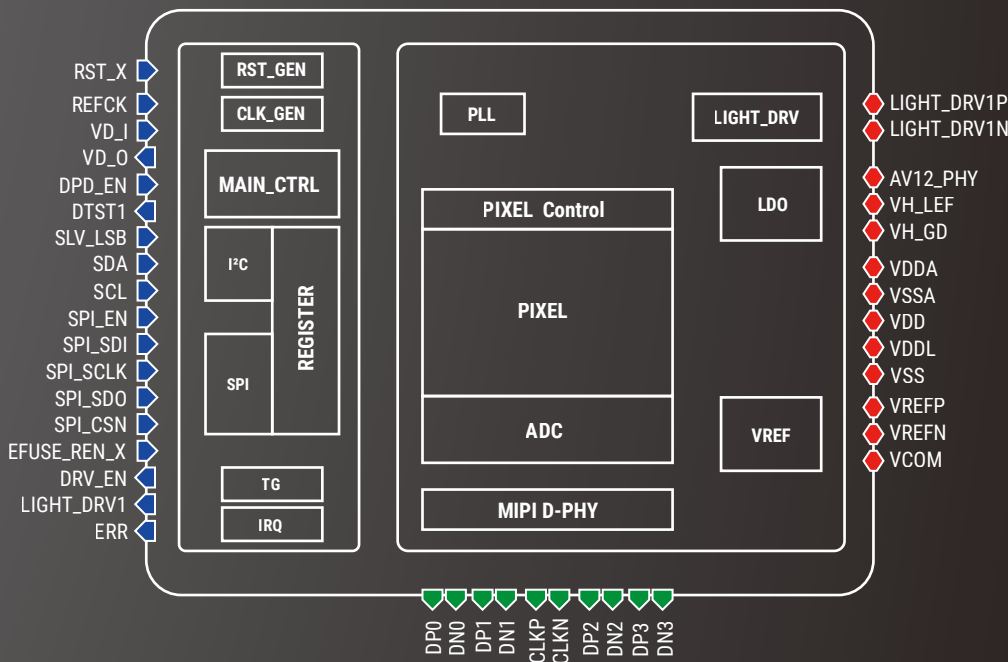 RST_X
REFCK
VD_I
VD_O
DPD_EN
DTST1
SLV_LSB
SDA
SCL
SPI_EN
SPI_SDI
SPI_SCLK
SPI_SDO
SPI_CSN
EFUSE_REN_X
DRV_EN
LIGHT_DRV1
ERR
RST_GEN
CLK_GEN
MAIN_CTRL
I²C
REGISTER
SPI
TG
IRQ
PLL
LIGHT_DRV
PIXEL Control
LDO
PIXEL
ADC
VREF
MIPI D-PHY
LIGHT_DRV1P
LIGHT_DRV1N
AV12_PHY
VH_LEF
VH_GD
VDDA
VSSA
VDD
VDDL
VSS
VREFP
VREFN
VCOM
DP0
DN0
DP1
DN1
CLKP
CLKN
DP2
DN2
DP3
DN3